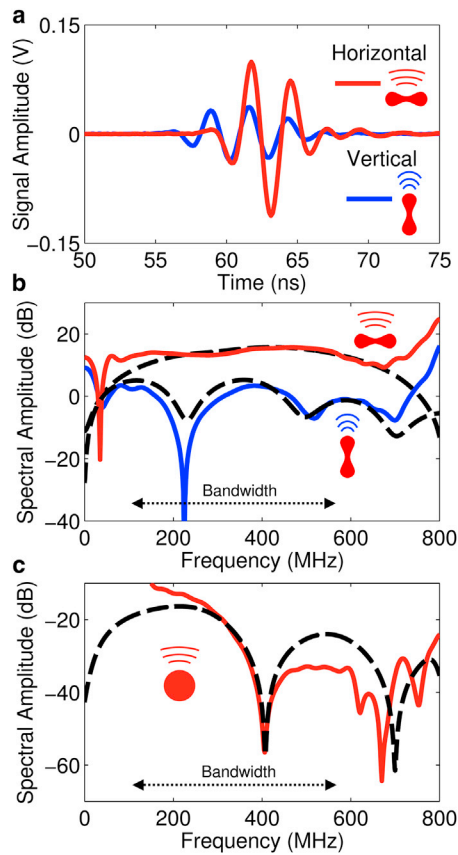 a
Signal Amplitude (V)
0.15
0
−0.15
Horizontal
Vertical
50 55 60 65 70 75
Time (ns)
b
Spectral Amplitude (dB)
20
0
−20
−40
Bandwidth
0 200 400 600 800
Frequency (MHz)
c
Spectral Amplitude (dB)
−20
−40
−60
Bandwidth
0 200 400 600 800
Frequency (MHz)